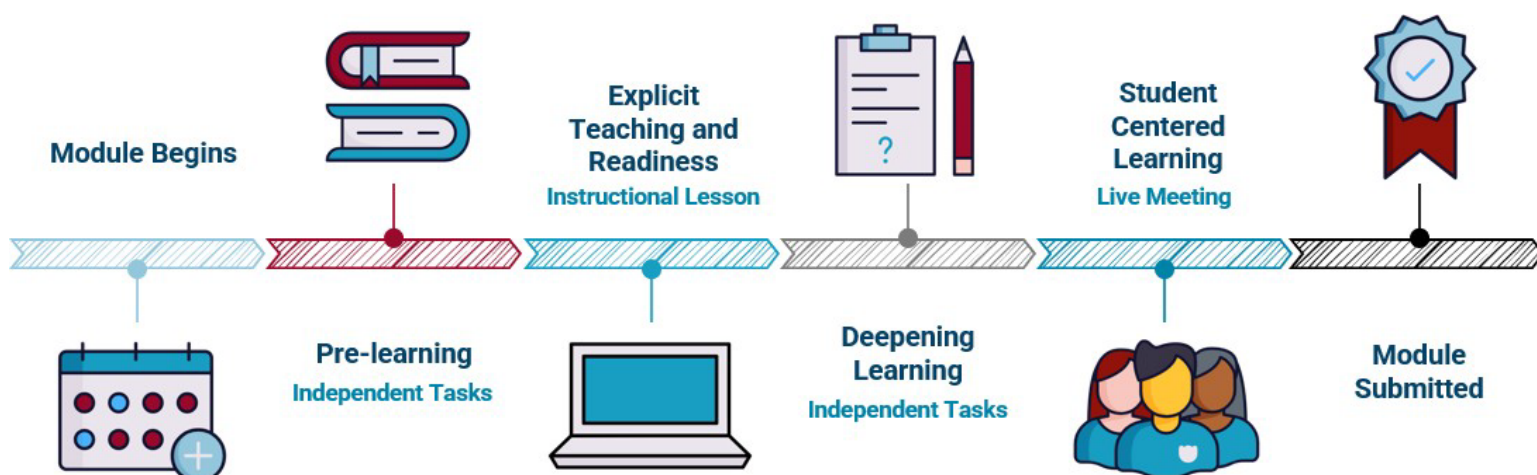 Module Begins
Pre-learning
Independent Tasks
Explicit
Teaching and
Readiness
Instructional Lesson
?
Deepening
Learning
Independent Tasks
Student
Centered
Learning
Live Meeting
Module
Submitted